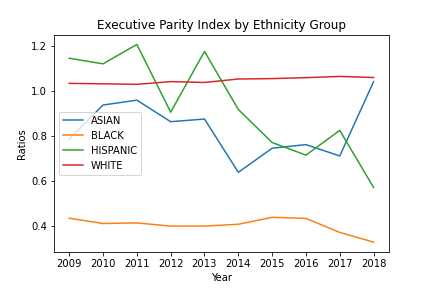 Executive Parity Index by Ethnicity Group
1.2
1.0
0.8
0.6
0.4
Ratios
ASIAN
BLACK
HISPANIC
WHITE
2009 2010 2011 2012 2013 2014 2015 2016 2017 2018
Year